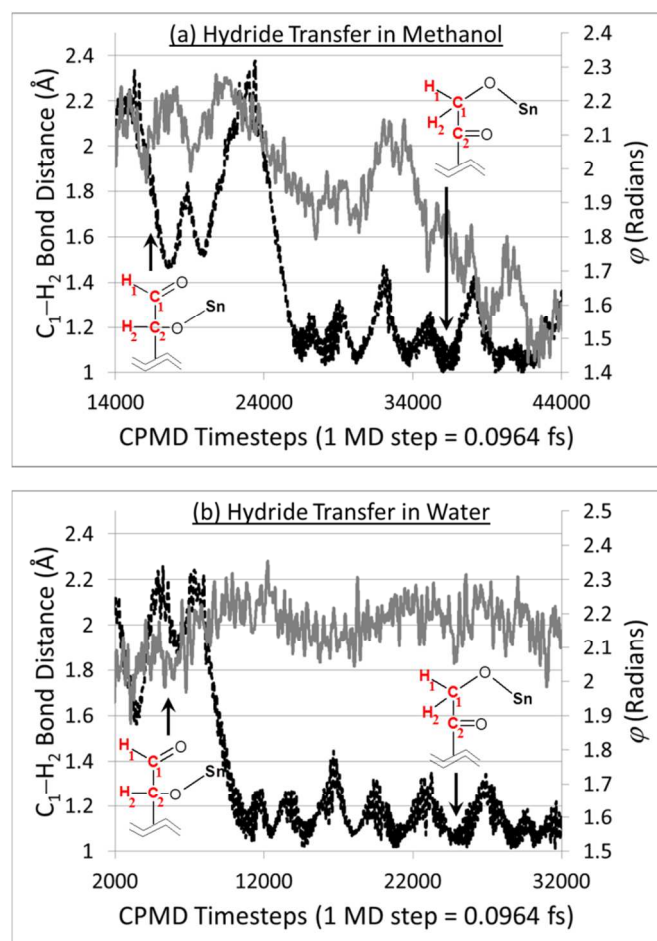 (a) Hydride Transfer in Methanol
C₁–H₂ Bond Distance (Å)
2.4
2.2
2
1.8
1.6
1.4
1.2
1
2.4
2.3
2.2
2.1
2
1.9
1.8
1.7
1.6
1.5
1.4
φ (Radians)
H₁
O
C₁
Sn
H₂
C₂
O
H₁
O
C₁
Sn
H₂
C₂
O
14000
24000
34000
44000
CPMD Timesteps (1 MD step = 0.0964 fs)
(b) Hydride Transfer in Water
C₁–H₂ Bond Distance (Å)
2.4
2.2
2
1.8
1.6
1.4
1.2
1
2.5
2.4
2.3
2.2
2.1
2
1.9
1.8
1.7
1.6
1.5
φ (Radians)
H₁
O
C₁
Sn
H₂
C₂
O
H₁
O
C₁
Sn
H₂
C₂
O
2000
12000
22000
32000
CPMD Timesteps (1 MD step = 0.0964 fs)